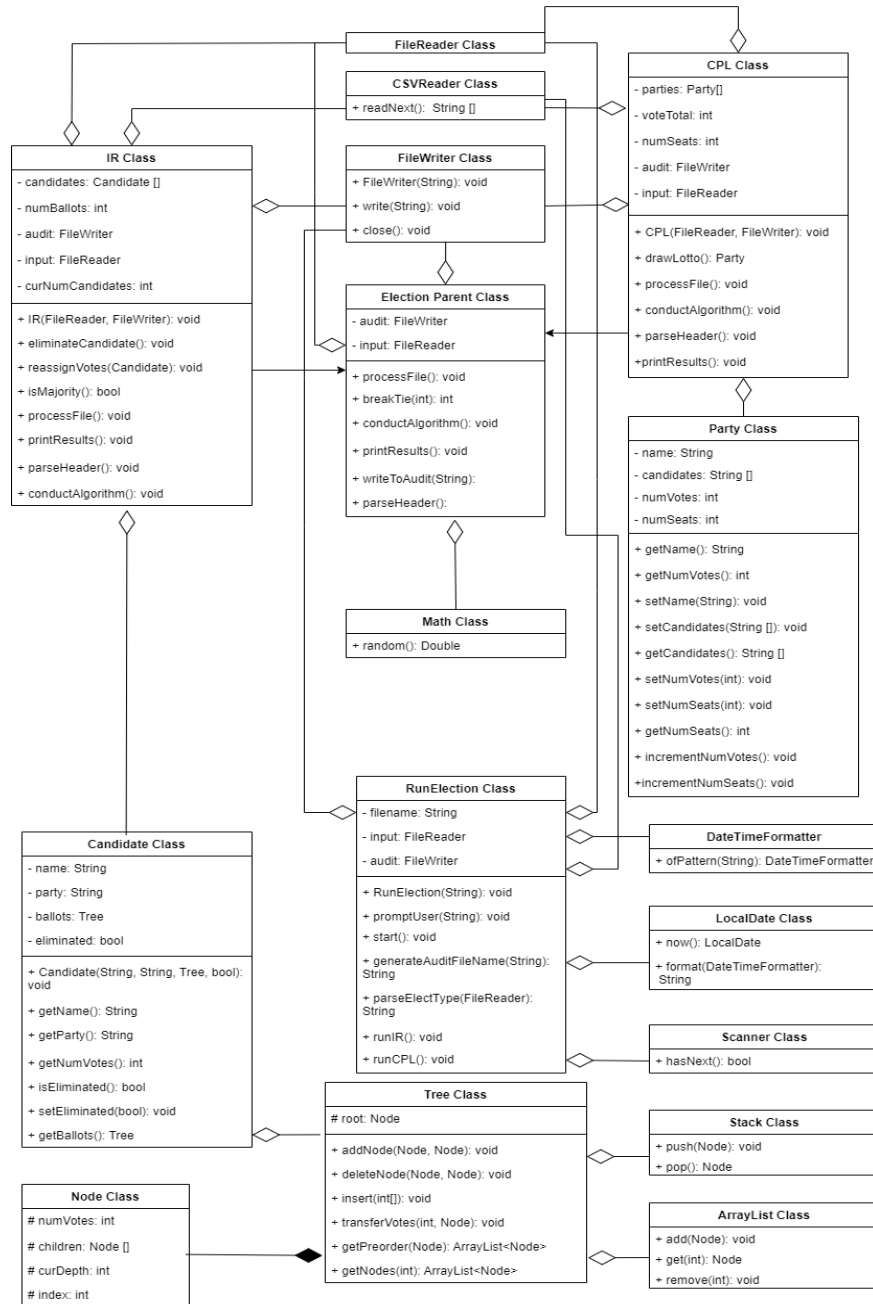 FileReader Class
CSVReader Class
+ readNext():  String []
CPL Class
- parties: Party[]
- voteTotal: int
- numSeats: int
- audit: FileWriter
- input: FileReader
+ CPL(FileReader, FileWriter): void
+ drawLotto(): Party
+ processFile(): void
+ conductAlgorithm(): void
+ parseHeader(): void
+printResults(): void
IR Class
- candidates: Candidate []
- numBallots: int
- audit: FileWriter
- input: FileReader
- curNumCandidates: int
+ IR(FileReader, FileWriter): void
+ eliminateCandidate(): void
+ reassignVotes(Candidate): void
+ isMajority(): bool
+ processFile(): void
+ printResults(): void
+ parseHeader(): void
+ conductAlgorithm(): void
FileWriter Class
+ FileWriter(String): void
+ write(String): void
+ close(): void
Election Parent Class
- audit: FileWriter
- input: FileReader
+ processFile(): void
+ breakTie(int): int
+ conductAlgorithm(): void
+ printResults(): void
+ writeToAudit(String):
+ parseHeader():
Party Class
- name: String
- candidates: String []
- numVotes: int
- numSeats: int
+ getName(): String
+ getNumVotes(): int
+ setName(String): void
+ setCandidates(String []): void
+ getCandidates(): String []
+ setNumVotes(int): void
+ setNumSeats(int): void
+ getNumSeats(): int
+ incrementNumVotes(): void
+incrementNumSeats(): void
Math Class
+ random(): Double
RunElection Class
- filename: String
- input: FileReader
- audit: FileWriter
+ RunElection(String): void
+ promptUser(String): void
+ start(): void
+ generateAuditFileName(String):
String
+ parseElectType(FileReader):
String
+ runIR(): void
+ runCPL(): void
DateTimeFormatter
+ ofPattern(String): DateTimeFormatter
LocalDate Class
+ now(): LocalDate
+ format(DateTimeFormatter):
String
Scanner Class
+ hasNext(): bool
Candidate Class
- name: String
- party: String
- ballots: Tree
- eliminated: bool
+ Candidate(String, String, Tree, bool):
void
+ getName(): String
+ getParty(): String
+ getNumVotes(): int
+ isEliminated(): bool
+ setEliminated(bool): void
+ getBallots(): Tree
Tree Class
# root: Node
+ addNode(Node, Node): void
+ deleteNode(Node, Node): void
+ insert(int[]): void
+ transferVotes(int, Node): void
+ getPreorder(Node): ArrayList<Node>
+ getNodes(int): ArrayList<Node>
Stack Class
+ push(Node): void
+ pop(): Node
Node Class
# numVotes: int
# children: Node []
# curDepth: int
# index: int
ArrayList Class
+ add(Node): void
+ get(int): Node
+ remove(int): void